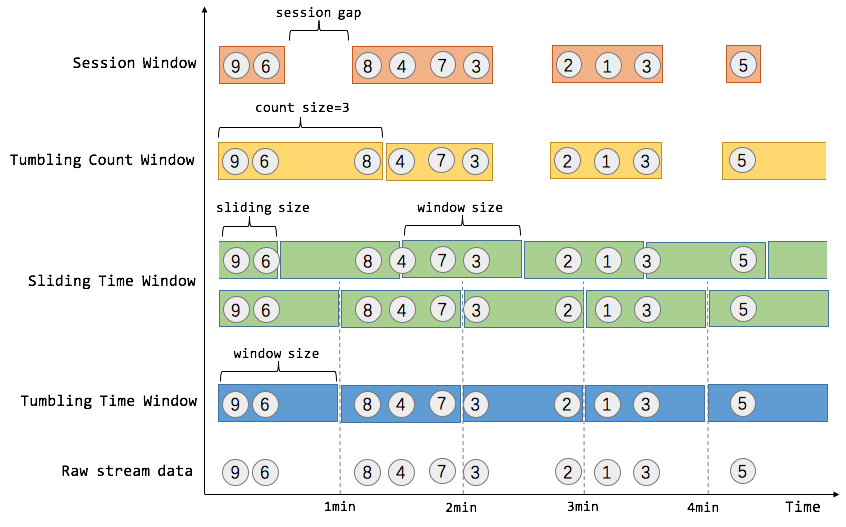 session gap
Session Window
9 6 8 4 7 3 2 1 3 5
count size=3
Tumbling Count Window
9 6 8 4 7 3 2 1 3 5
sliding size
window size
9 6 8 4 7 3 2 1 3 5
Sliding Time Window
9 6 8 4 7 3 2 1 3 5
window size
Tumbling Time Window
9 6 8 4 7 3 2 1 3 5
Raw stream data
9 6 8 4 7 3 2 1 3 5
1min 2min 3min 4min Time